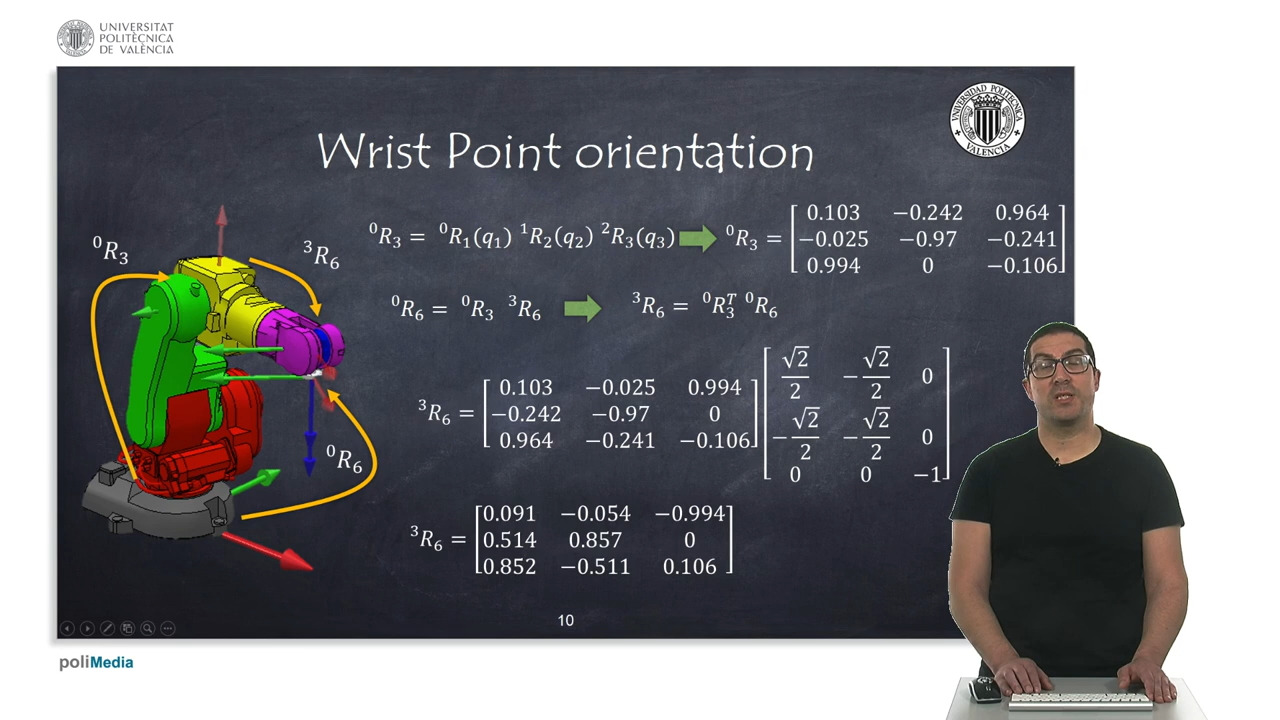 UNIVERSITAT
POLITÈCNICA
DE VALÈNCIA
UNIVERSIDAD POLITECNICA
VALENCIA
Wrist Point orientation
⁰R₃ = ⁰R₁(q₁) ¹R₂(q₂) ²R₃(q₃) ⁰R₃ = [0.103 −0.242 0.964
−0.025 −0.97 −0.241
0.994 0 −0.106]
⁰R₃
³R₆
⁰R₆ = ⁰R₃ ³R₆ ³R₆ = ⁰R₃ᵀ ⁰R₆
³R₆ = [0.103 −0.025 0.994
−0.242 −0.97 0
0.964 −0.241 −0.106]
[√2/2 −√2/2 0
−√2/2 −√2/2 0
0 0 −1]
⁰R₆
³R₆ = [0.091 −0.054 −0.994
0.514 0.857 0
0.852 −0.511 0.106]
10
poliMedia